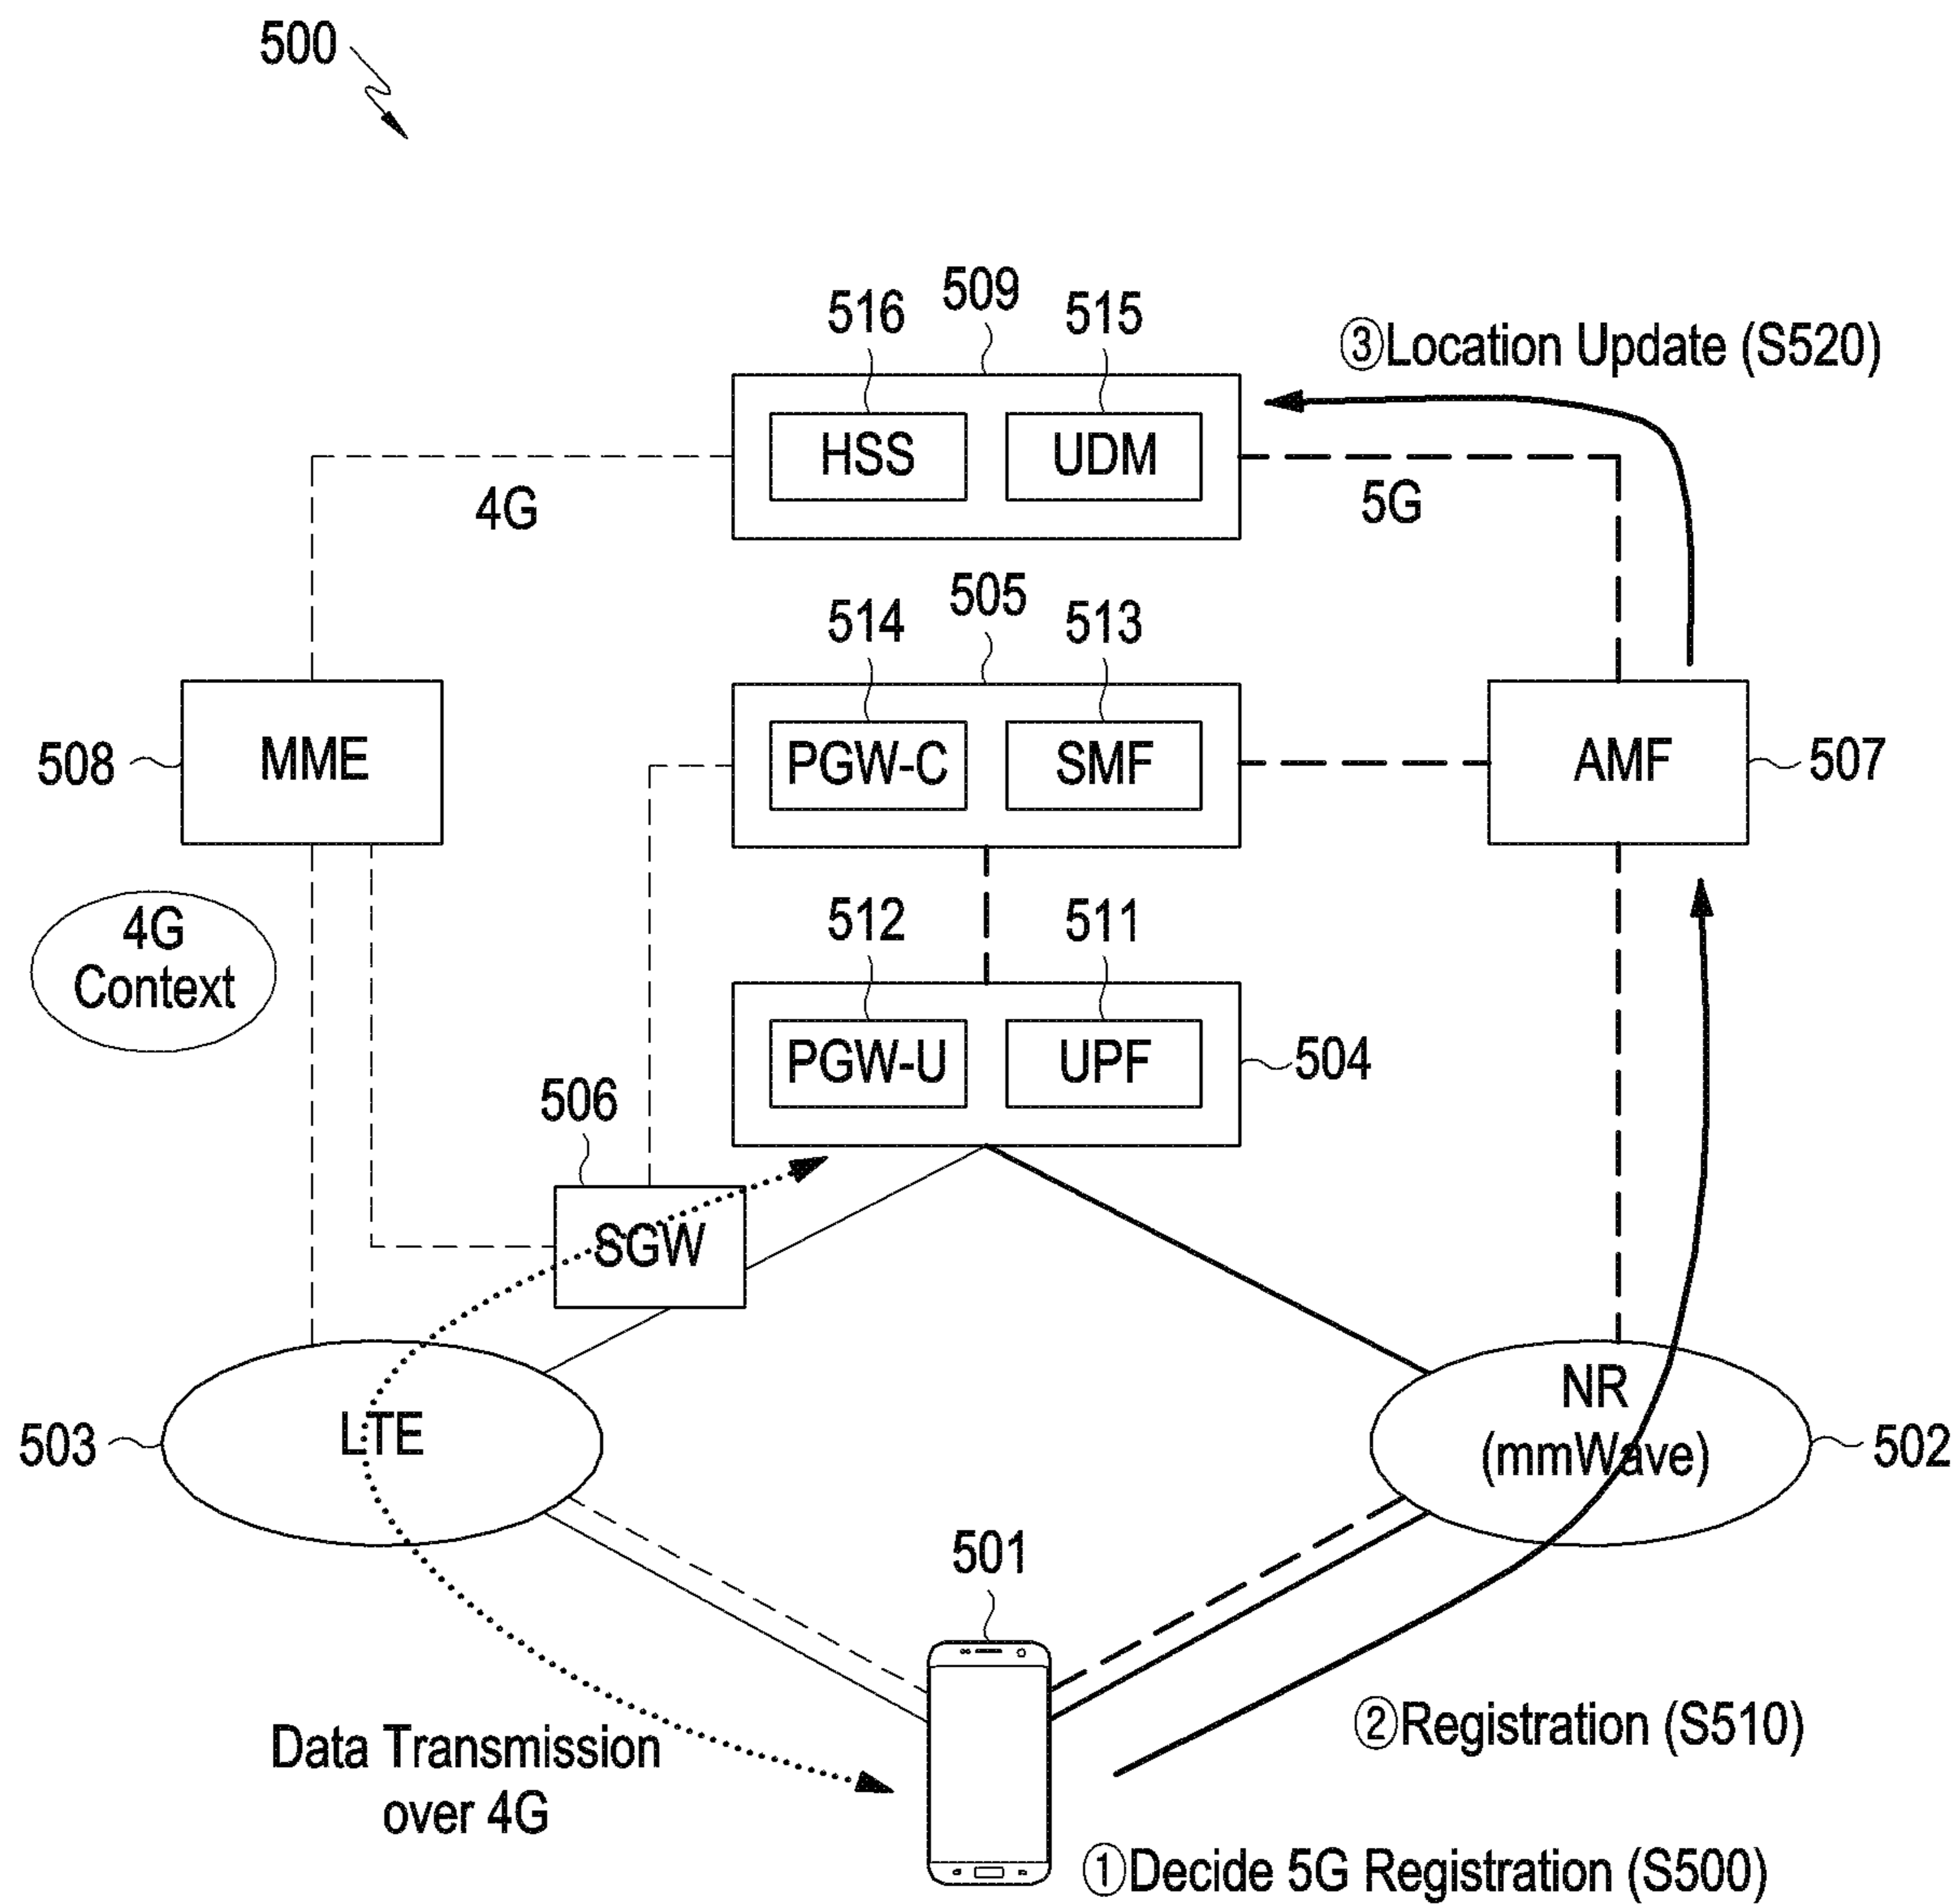 500
509
516
515
③Location Update (S520)
HSS
UDM
4G
5G
505
514
513
MME
508
PGW-C
SMF
AMF
507
4G
Context
512
511
PGW-U
UPF
504
506
SGW
LTE
503
NR
(mmWave)
502
501
②Registration (S510)
Data Transmission
over 4G
①Decide 5G Registration (S500)